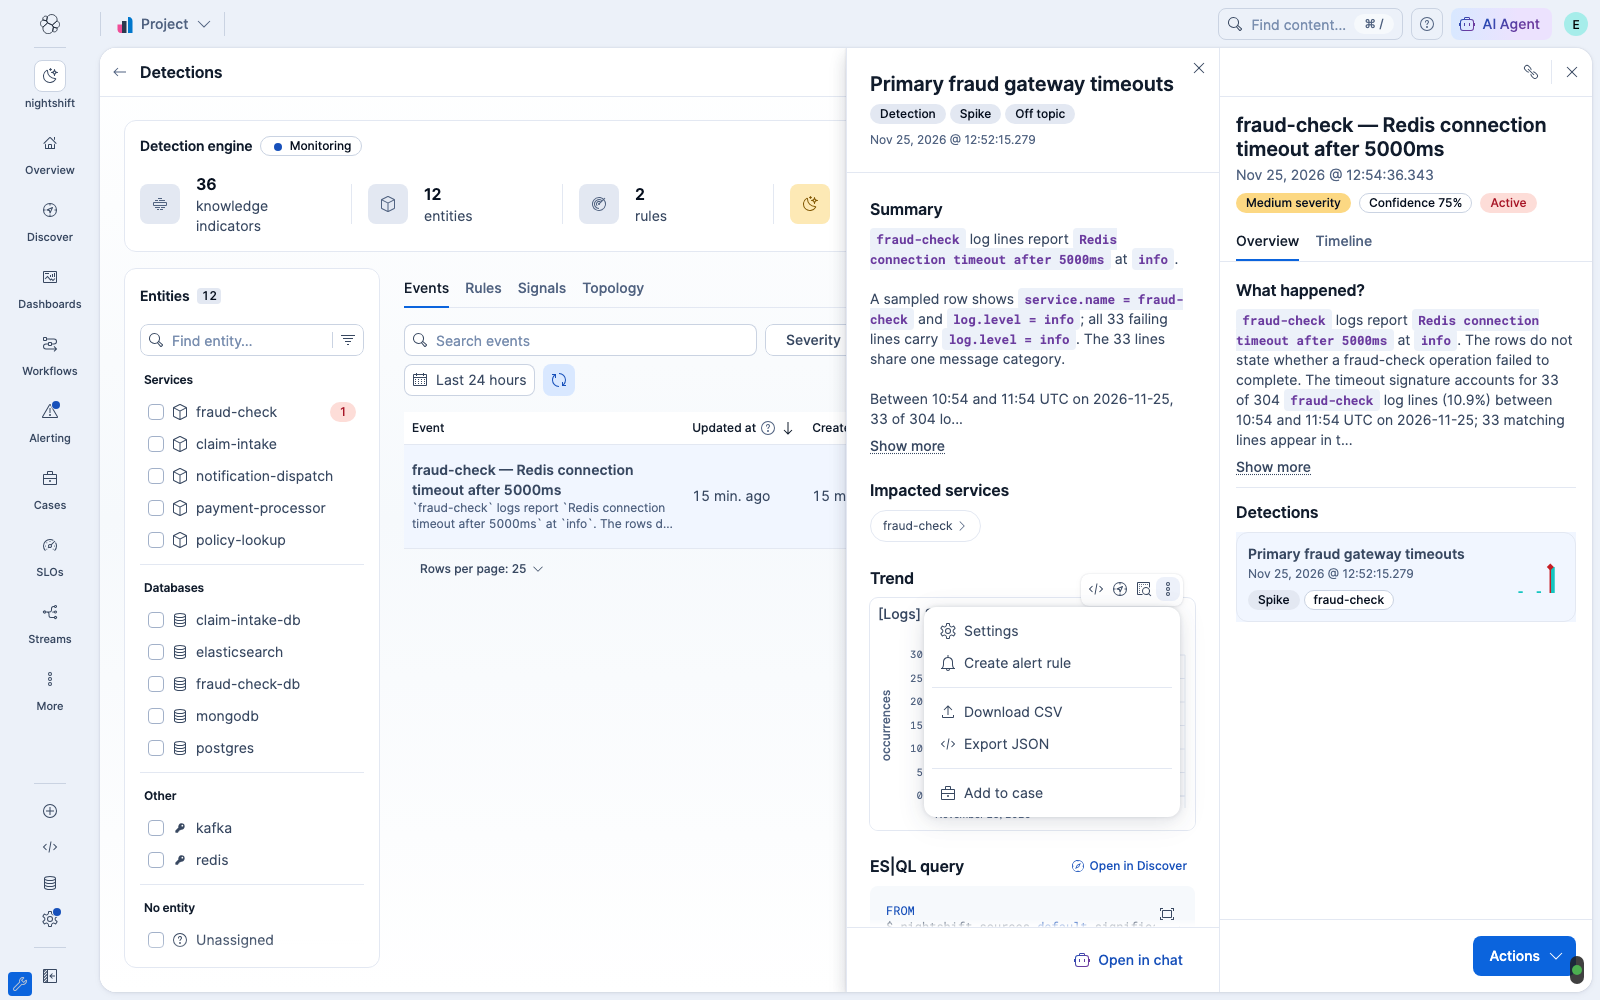 Project
Find content...
⌘ /
AI Agent
E
nightshift
Overview
Discover
Dashboards
Workflows
Alerting
Cases
SLOs
Streams
More
Detections
Detection engine
Monitoring
36
knowledge
indicators
12
entities
2
rules
Entities 12
Find entity...
Services
fraud-check
1
claim-intake
notification-dispatch
payment-processor
policy-lookup
Databases
claim-intake-db
elasticsearch
fraud-check-db
mongodb
postgres
Other
kafka
redis
No entity
Unassigned
Events Rules Signals Topology
Search events
Severity
Last 24 hours
Event
Updated at
fraud-check — Redis connection
timeout after 5000ms
`fraud-check` logs report `Redis connection
timeout after 5000ms` at `info`. The rows d...
15 min. ago
15 m
Rows per page: 25
Primary fraud gateway timeouts
Detection Spike Off topic
Nov 25, 2026 @ 12:52:15.279
Summary
fraud-check log lines report Redis
connection timeout after 5000ms at info .
A sampled row shows service.name = fraud-
check and log.level = info ; all 33 failing
lines carry log.level = info . The 33 lines
share one message category.
Between 10:54 and 11:54 UTC on 2026-11-25,
33 of 304 lo...
Show more
Impacted services
fraud-check
Trend
[Logs]
occurrences
30
25
20
15
10
5
0
Settings
Create alert rule
Download CSV
Export JSON
Add to case
ES|QL query
Open in Discover
FROM
Open in chat
fraud-check — Redis connection
timeout after 5000ms
Nov 25, 2026 @ 12:54:36.343
Medium severity Confidence 75% Active
Overview Timeline
What happened?
fraud-check logs report Redis connection
timeout after 5000ms at info . The rows do not
state whether a fraud-check operation failed to
complete. The timeout signature accounts for 33
of 304 fraud-check log lines (10.9%) between
10:54 and 11:54 UTC on 2026-11-25; 33 matching
lines appear in t...
Show more
Detections
Primary fraud gateway timeouts
Nov 25, 2026 @ 12:52:15.279
Spike fraud-check
Actions